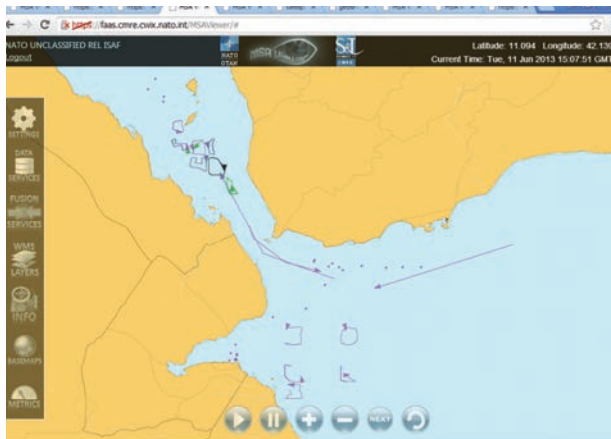 https://faas.cmre.cwix.nato.int/MSAViewer/#
NATO UNCLASSIFIED REL ISAF
Logout
NATO
OTAN
MSA
Latitude: 11.094 Longitude: 42.130
Current Time: Tue, 11 Jun 2013 15:07:51 GMT
SETTINGS
DATA
SERVICES
FUSION
SERVICES
WMS
LAYERS
INFO
BASEMAPS
METRICS
NEXT